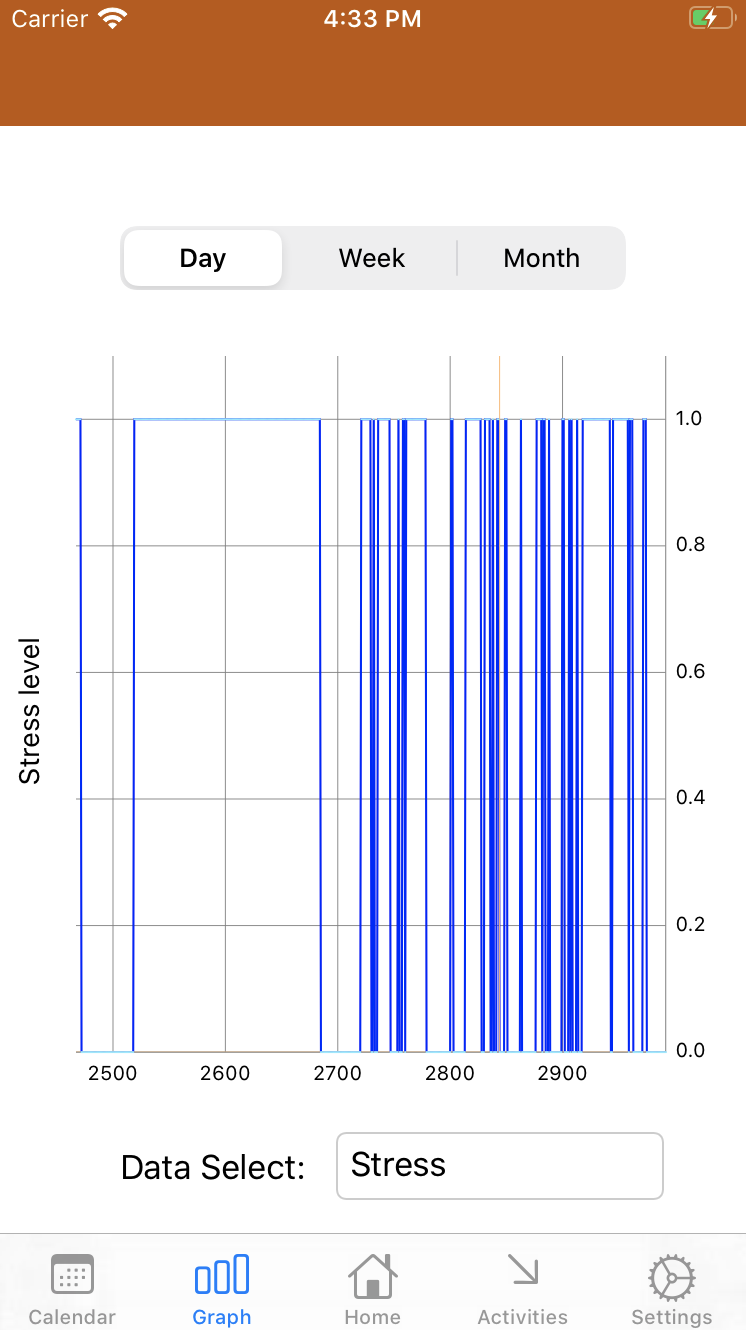 Carrier 4:33 PM
Day Week Month
1.0
0.8
0.6
Stress level
0.4
0.2
0.0
2500 2600 2700 2800 2900
Data Select: Stress
Calendar Graph Home Activities Settings